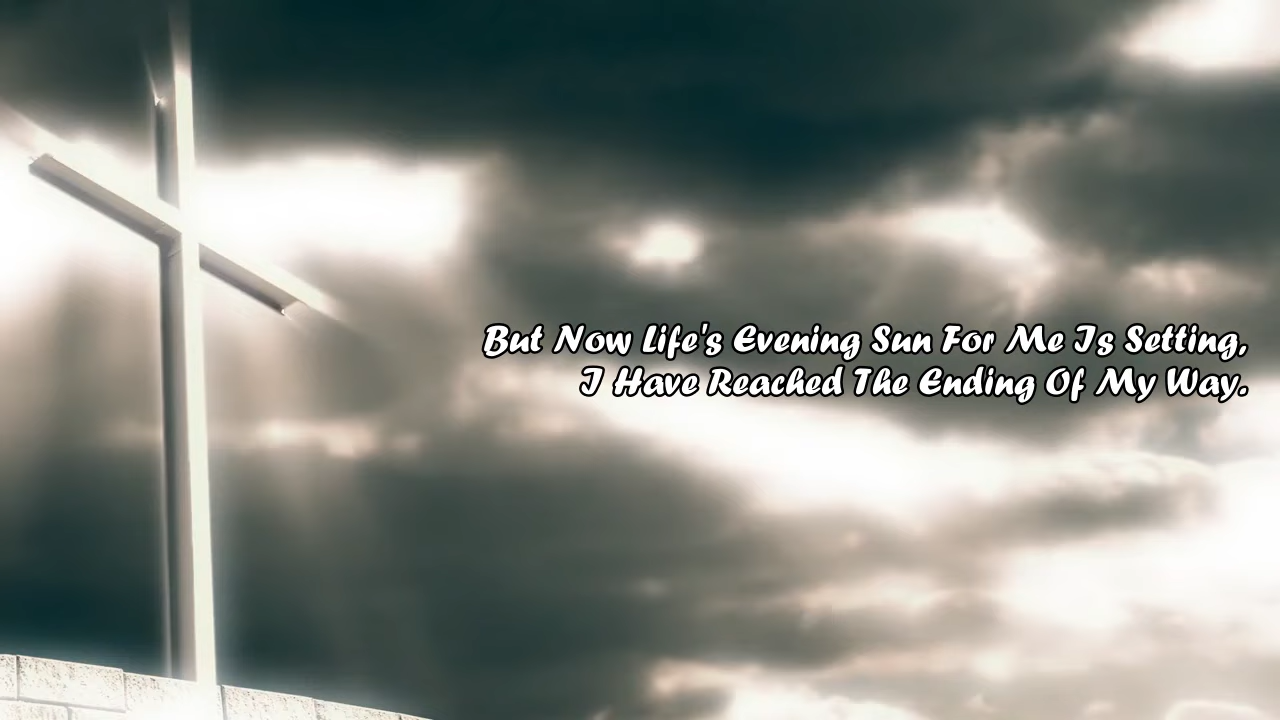 But Now Life's Evening Sun For Me Is Setting,
I Have Reached The Ending Of My Way.